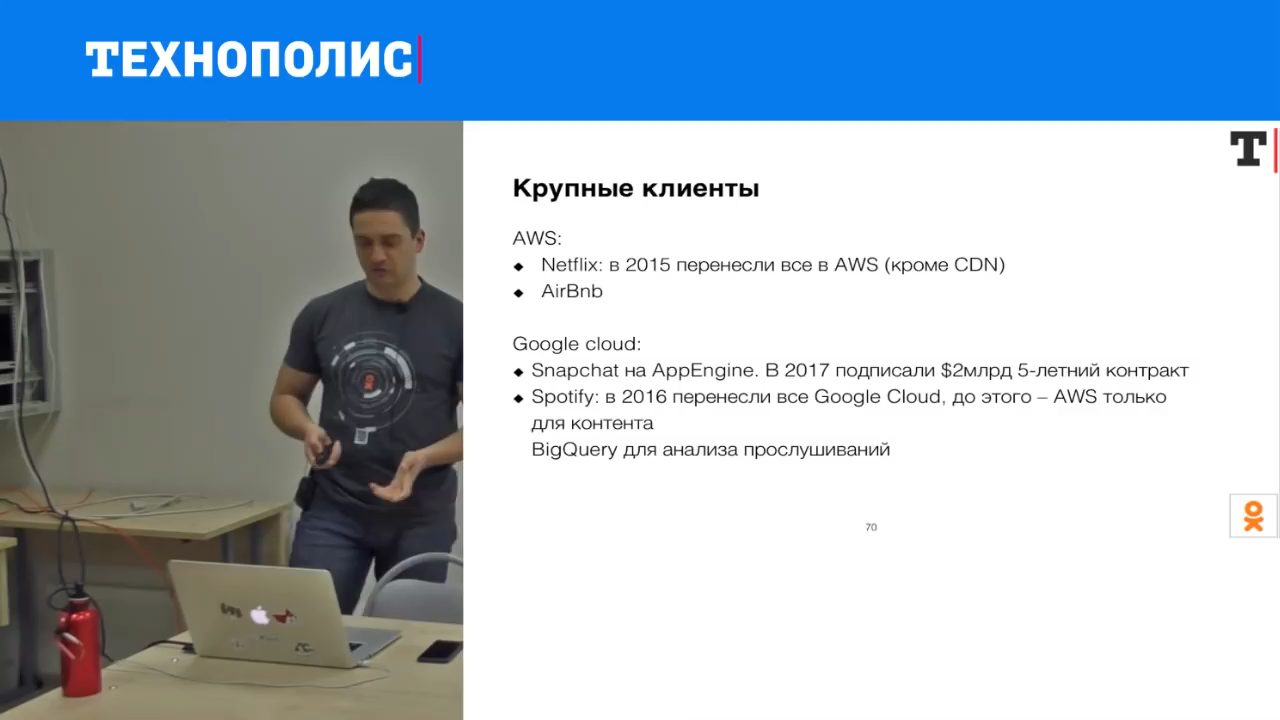 ТЕХНОПОЛИС
T
Крупные клиенты
AWS:
Netflix: в 2015 перенесли все в AWS (кроме CDN)
AirBnb
Google cloud:
Snapchat на AppEngine. В 2017 подписали $2млрд 5-летний контракт
Spotify: в 2016 перенесли все Google Cloud, до этого – AWS только
для контента
BigQuery для анализа прослушиваний
70